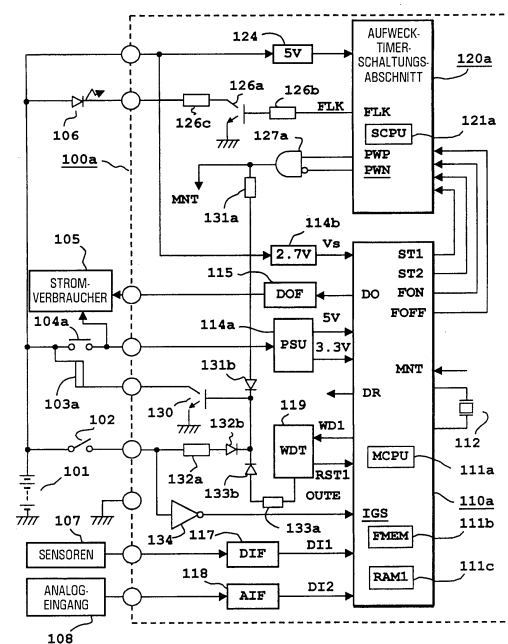 124
5V
AUFWECK-
TIMER-
SCHALTUNGS-
ABSCHNITT
120a
126a
126b
FLK
FLK
106
126c
127a
SCPU
121a
100a
PWP
PWN
MNT
131a
114b
2.7V
Vs
ST1
105
115
ST2
STROM-
VERBRAUCHER
DOF
DO
FON
FOFF
104a
114a
5V
PSU
3.3V
MNT
131b
DR
103a
130
119
112
102
132b
WDT
WD1
132a
RST1
MCPU
111a
133b
OUTE
101
110a
133a
IGS
134
111b
107
117
FMEM
SENSOREN
DIF
DI1
118
RAM1
111c
ANALOG-
EINGANG
AIF
DI2
108